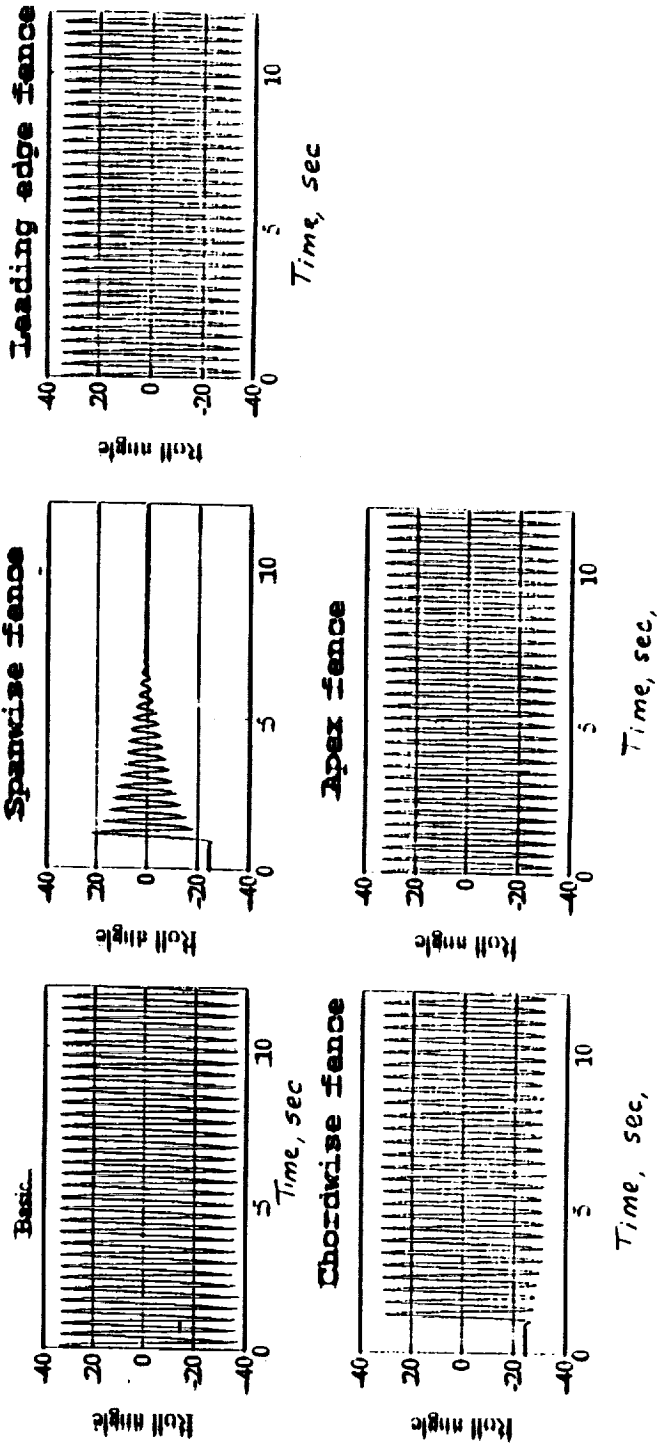 Basic
40
20
0
-20
-40
Roll angle
0
5
10
Time, sec
Spanwise fence
40
20
0
-20
-40
Roll angle
0
5
10
Leading edge fence
40
20
0
-20
-40
Roll angle
0
5
10
Time, sec
Chordwise fence
40
20
0
-20
-40
Roll angle
0
5
10
Time, sec,
Apex fence
40
20
0
-20
-40
Roll angle
0
5
10
Time, sec,